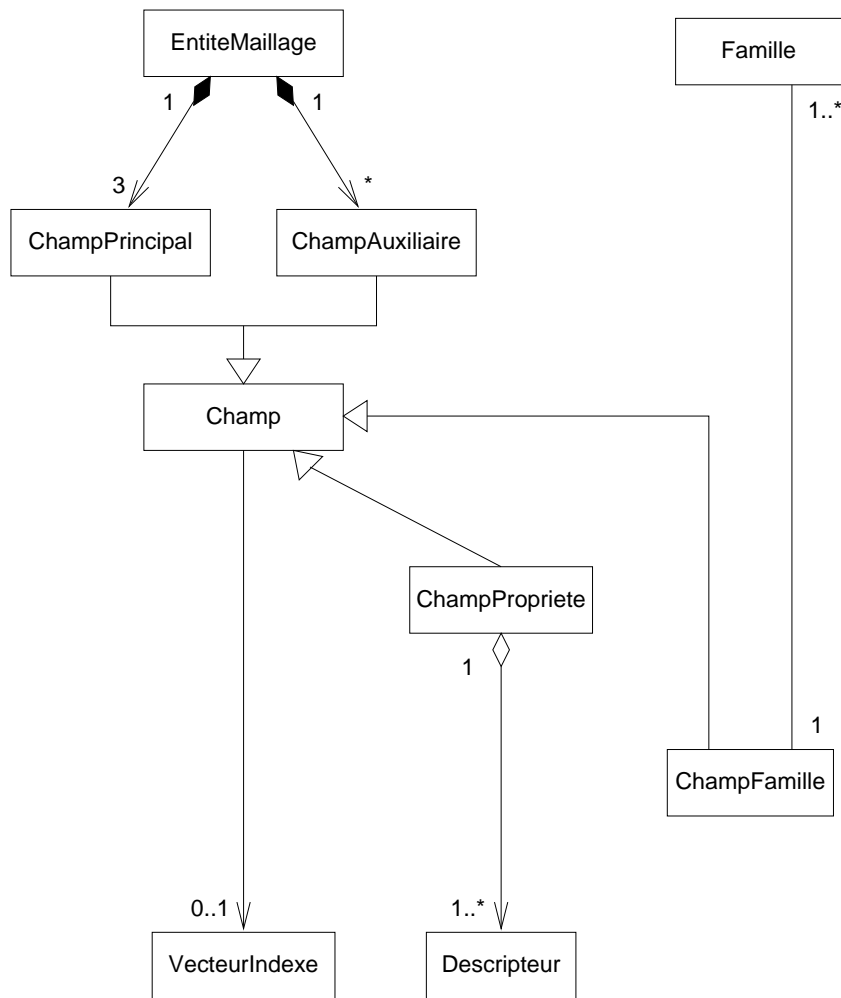 EntiteMaillage
Famille
1
1
1..*
3
*
ChampPrincipal
ChampAuxiliaire
Champ
ChampPropriete
1
1
ChampFamille
0..1
1..*
VecteurIndexe
Descripteur